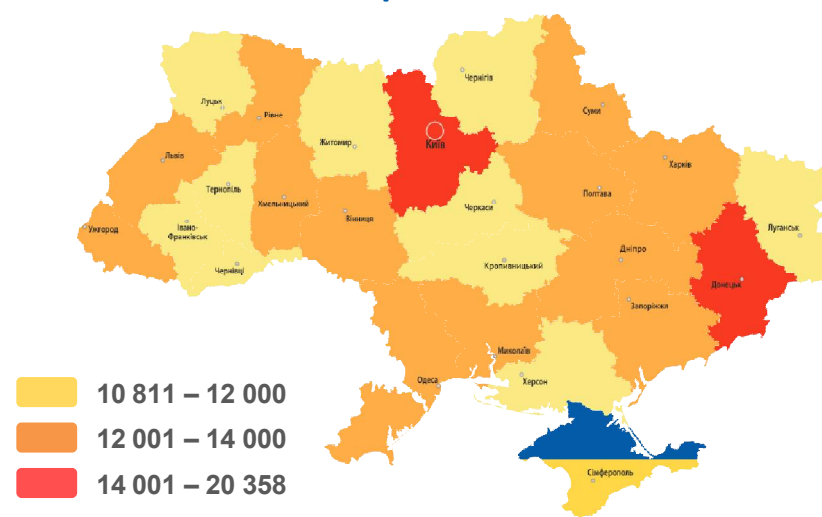 Чернігів
Луцьк
Рівне
Суми
Житомир
Київ
Львів
Харків
Тернопіль
Полтава
Хмельницький
Черкаси
Вінниця
Івано-
Франківськ
Ужгород
Луганськ
Дніпро
Чернівці
Кропивницький
Донецьк
Запоріжжя
Миколаїв
Одеса
Херсон
10 811 – 12 000
12 001 – 14 000
14 001 – 20 358
Сімферополь